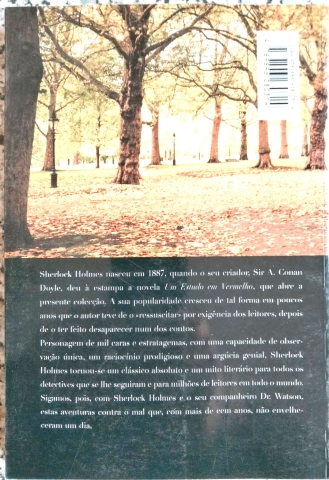 Sherlock Holmes nasceu em 1887, quando o seu criador, Sir A. Conan
Doyle, deu à estampa a novela Um Estudo em Vermelho, que abre a
presente colecção. A sua popularidade cresceu de tal forma em poucos
anos que o autor teve de o «ressuscitar» por exigência dos leitores, depois
de o ter feito desaparecer num dos contos.
Personagem de mil caras e estratagemas, com uma capacidade de obser-
vação única, um raciocínio prodigioso e uma argúcia genial, Sherlock
Holmes tornou-se um clássico absoluto e um mito literário para todos os
detectives que se lhe seguiram e para milhões de leitores em todo o mundo.
Sigamos, pois, com Sherlock Holmes e o seu companheiro Dr. Watson,
estas aventuras contra o mal que, com mais de cem anos, não envelhe-
ceram um dia,